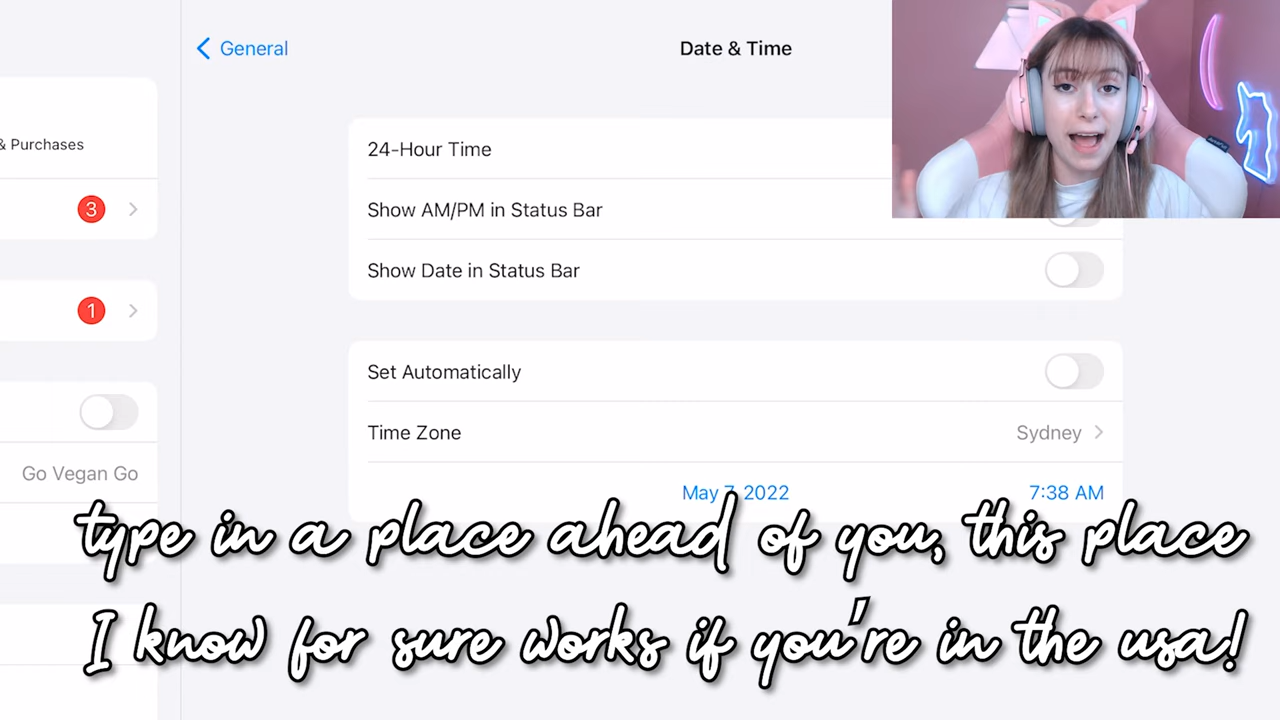 General
Date & Time
& Purchases
24-Hour Time
3
Show AM/PM in Status Bar
Show Date in Status Bar
1
Set Automatically
Time Zone
Sydney
Go Vegan Go
May 7, 2022
7:38 AM
type in a place ahead of you, this place
I know for sure works if you're in the usa!